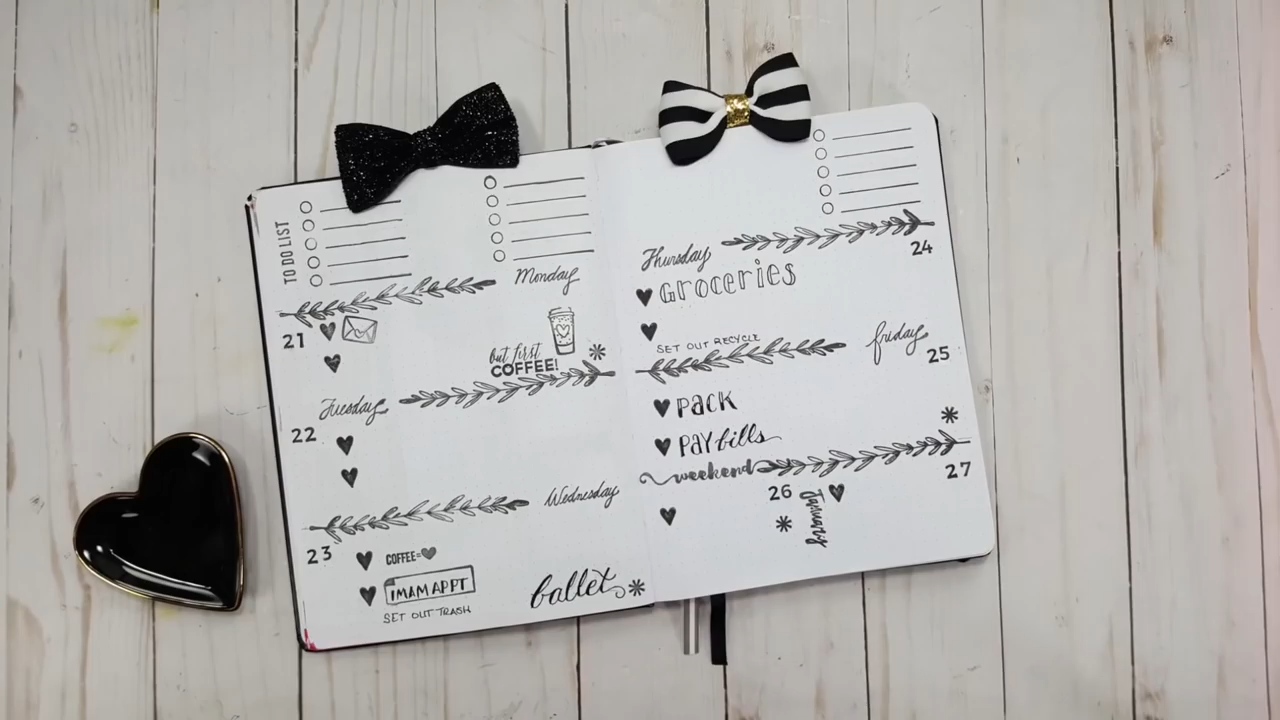 TO DO LIST
Monday
21
but first
COFFEE!
Tuesday
22
Wednesday
23
COFFEE=
IMAM APPT
SET OUT TRASH
ballet
Thursday
24
Groceries
SET OUT RECYCLE
friday
25
PACK
PAY bills
weekend
26
27
January